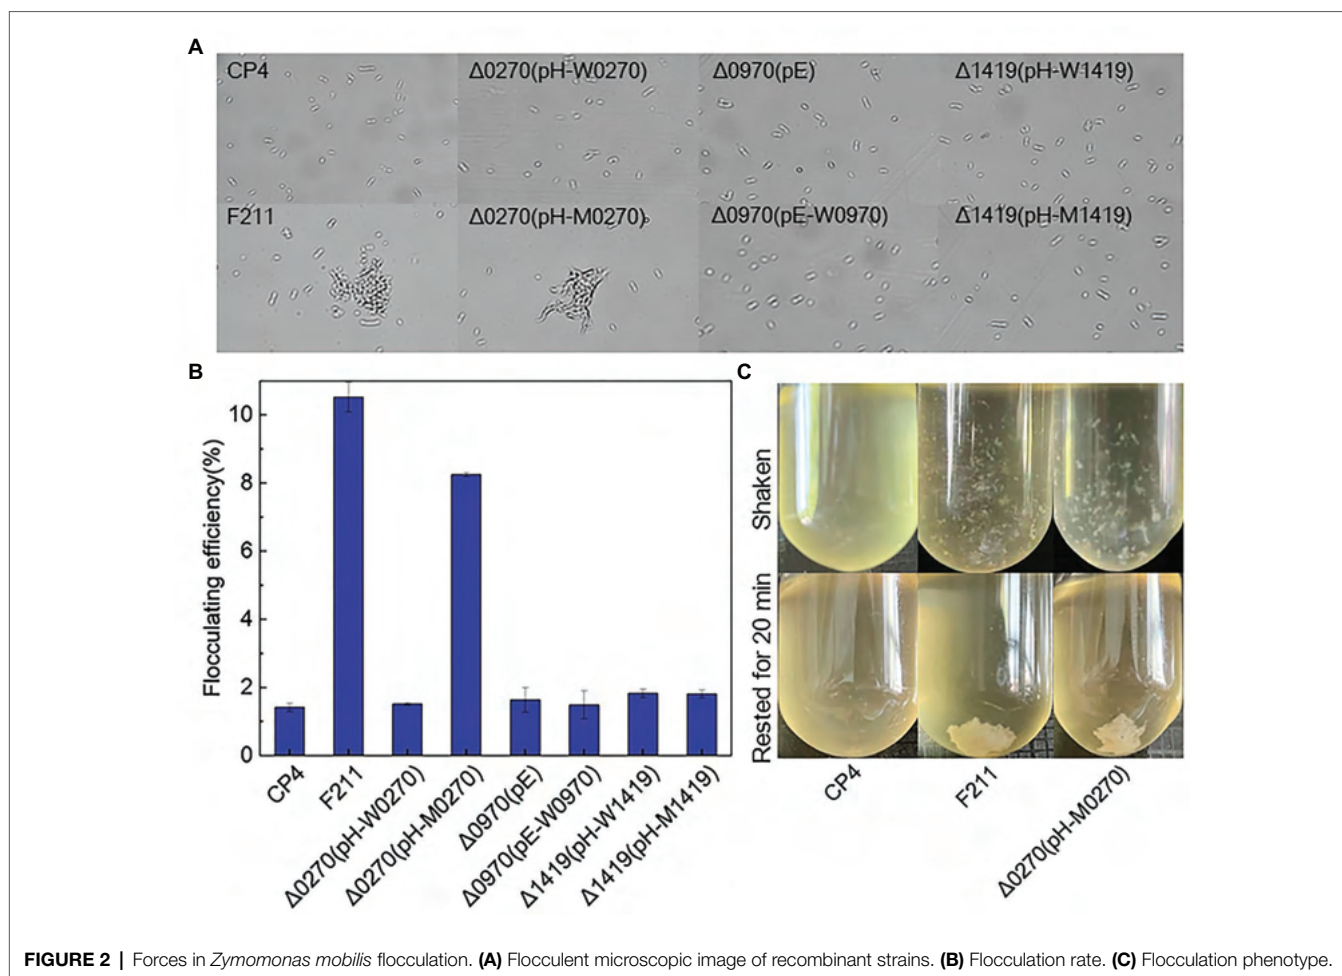 A
CP4
Δ0270(pH-W0270)
Δ0970(pE)
Δ1419(pH-W1419)
F211
Δ0270(pH-M0270)
Δ0970(pE-W0970)
Δ1419(pH-M1419)
B
Flocculating efficiency(%)
10
8
6
4
2
0
CP4
F211
Δ0270(pH-W0270)
Δ0270(pH-M0270)
Δ0970(pE)
Δ0970(pE-W0970)
Δ1419(pH-W1419)
Δ1419(pH-M1419)
C
Shaken
Rested for 20 min
CP4
F211
Δ0270(pH-M0270)
FIGURE 2 | Forces in Zymomonas mobilis flocculation. (A) Flocculent microscopic image of recombinant strains. (B) Flocculation rate. (C) Flocculation phenotype.